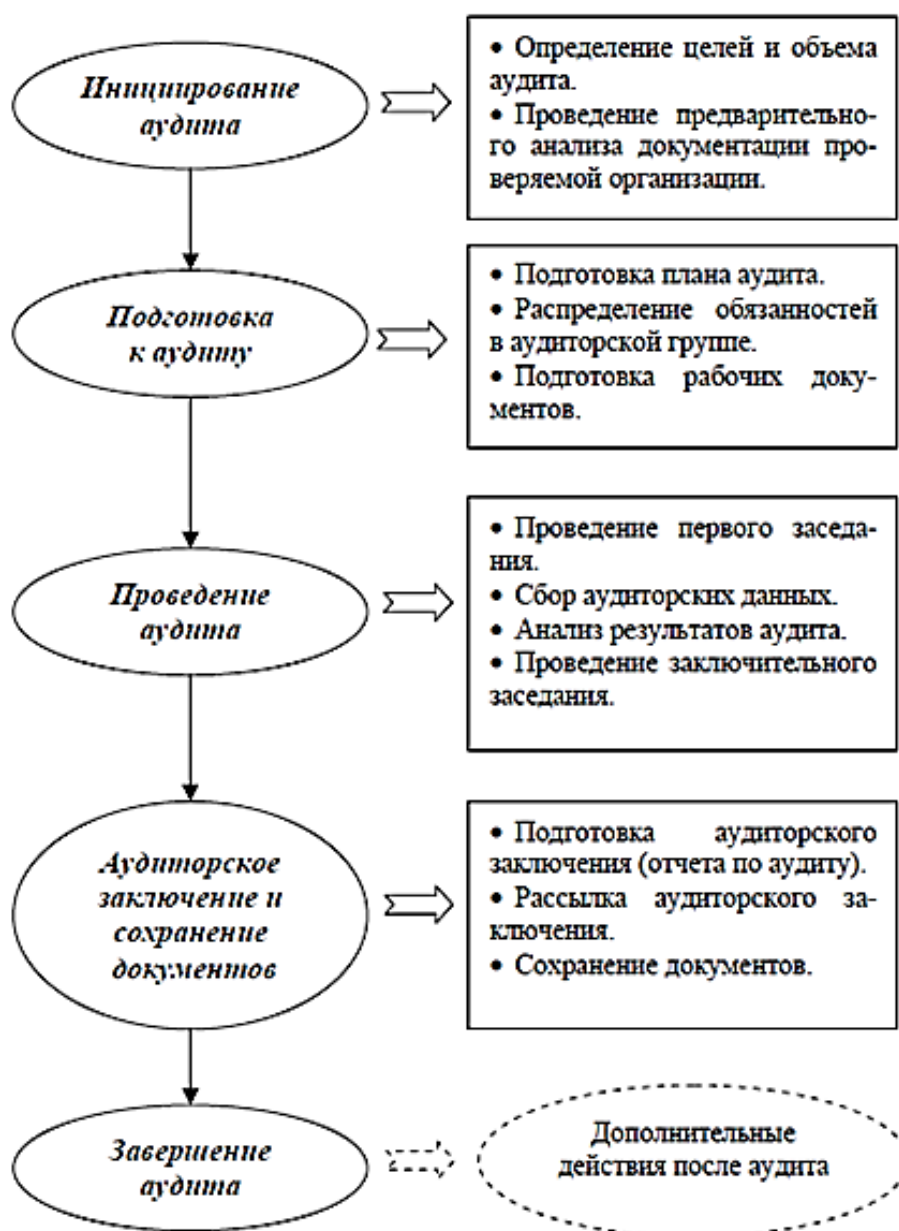 Инициирование
аудита
• Определение целей и объема
аудита.
• Проведение предварительно-
го анализа документации про-
веряемой организации.
Подготовка
к аудиту
• Подготовка плана аудита.
• Распределение обязанностей
в аудиторской группе.
• Подготовка рабочих доку-
ментов.
Проведение
аудита
• Проведение первого заседа-
ния.
• Сбор аудиторских данных.
• Анализ результатов аудита.
• Проведение заключительного
заседания.
Аудиторское
заключение и
сохранение
документов
• Подготовка аудиторского
заключения (отчета по аудиту).
• Рассылка аудиторского за-
ключения.
• Сохранение документов.
Завершение
аудита
Дополнительные
действия после аудита